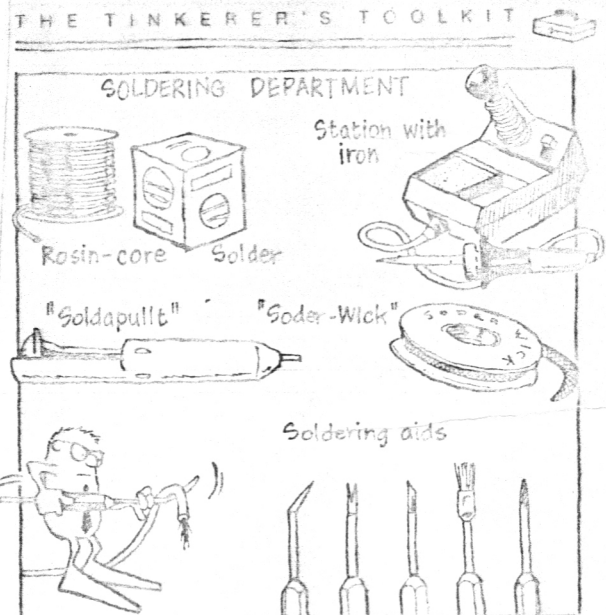 THE TINKERER'S TOOLKIT
SOLDERING DEPARTMENT
Station with
iron
Rosin-core Solder
"Soldapullt" "Soder-Wick"
SODER WICK
Soldering aids